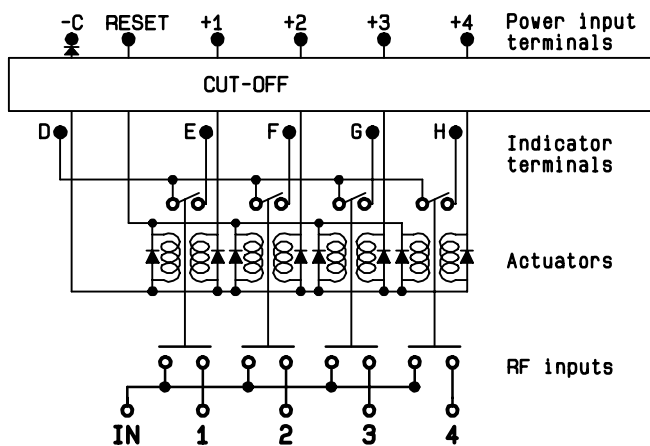 -C RESET +1 +2 +3 +4 Power input
terminals
CUT-OFF
D E F G H Indicator
terminals
Actuators
RF inputs
IN 1 2 3 4